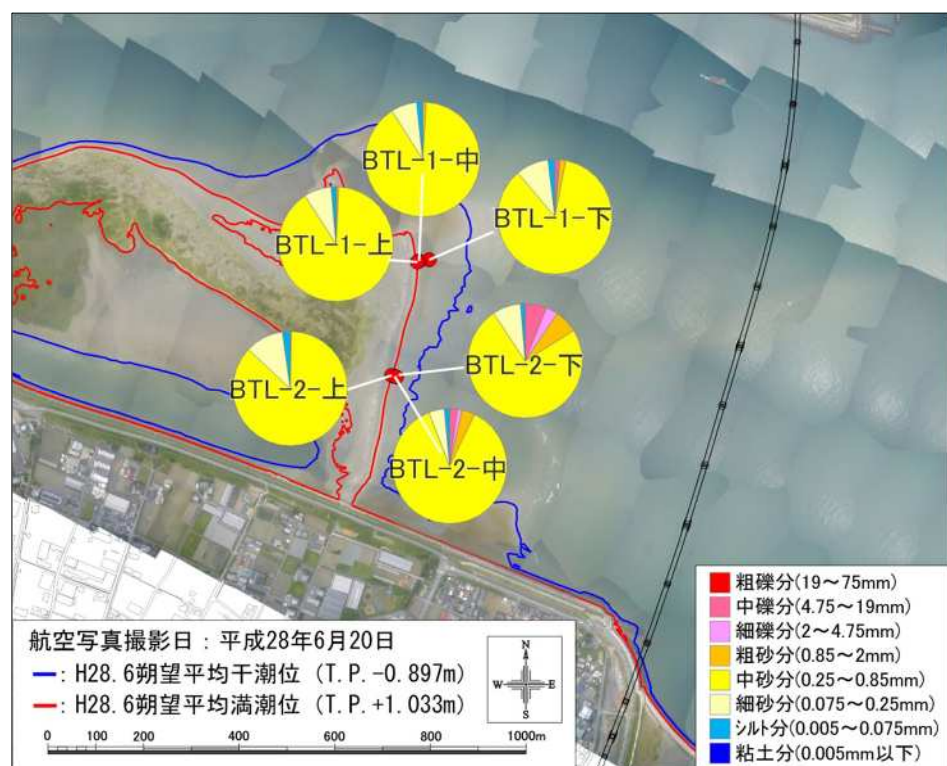 BTL-1-中
BTL-1-下
BTL-1-上
BTL-2-下
BTL-2-上
BTL-2-中
航空写真撮影日:平成28年6月20日
:H28.6朔望平均干潮位 (T.P.-0.897m)
:H28.6朔望平均満潮位 (T.P.+1.033m)
N
W E
S
0 100 200 400 600 800 1000m
粗礫分(19~75mm)
中礫分(4.75~19mm)
細礫分(2~4.75mm)
粗砂分(0.85~2mm)
中砂分(0.25~0.85mm)
細砂分(0.075~0.25mm)
シルト分(0.005~0.075mm)
粘土分(0.005mm以下)